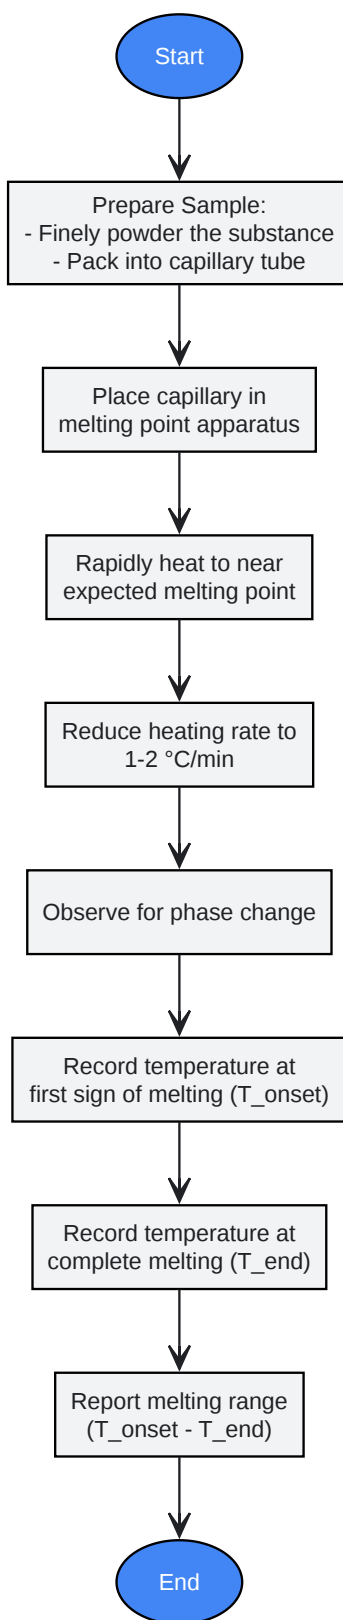 Start
Prepare Sample:
- Finely powder the substance
- Pack into capillary tube
Place capillary in
melting point apparatus
Rapidly heat to near
expected melting point
Reduce heating rate to
1-2 °C/min
Observe for phase change
Record temperature at
first sign of melting (T_onset)
Record temperature at
complete melting (T_end)
Report melting range
(T_onset - T_end)
End